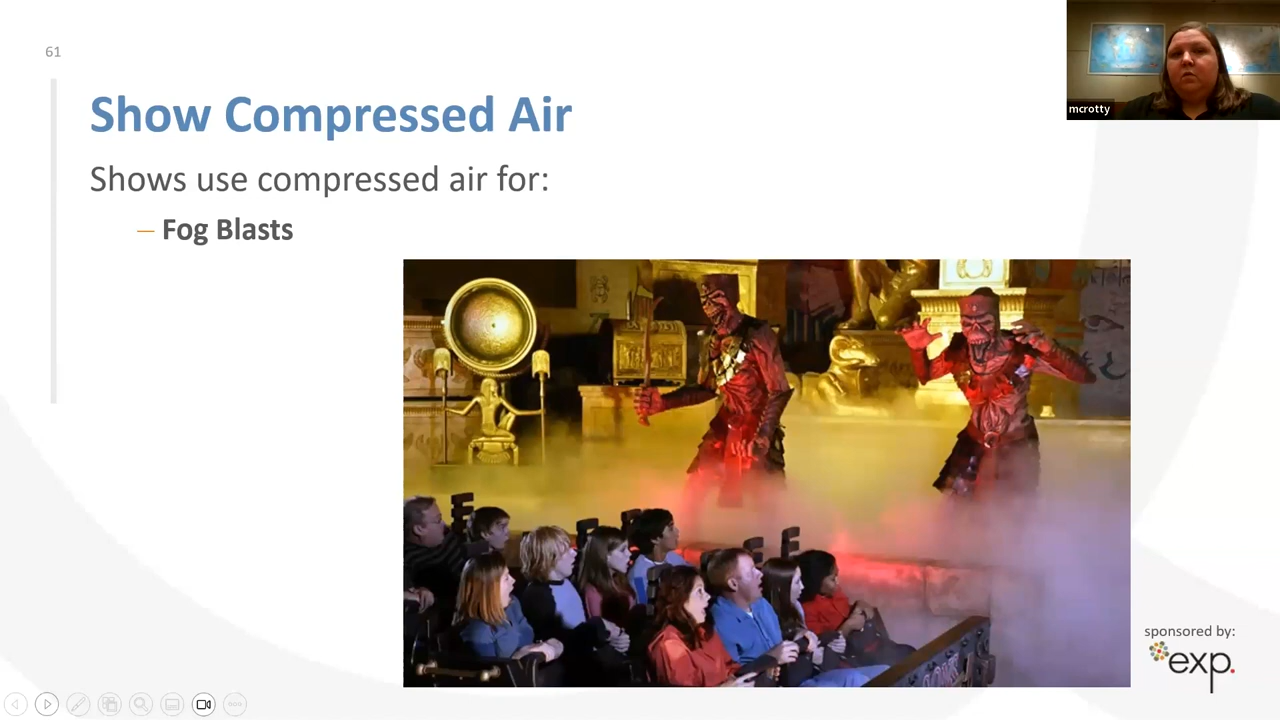 61
Show Compressed Air
Shows use compressed air for:
– Fog Blasts
mcrotty
sponsored by:
exp.